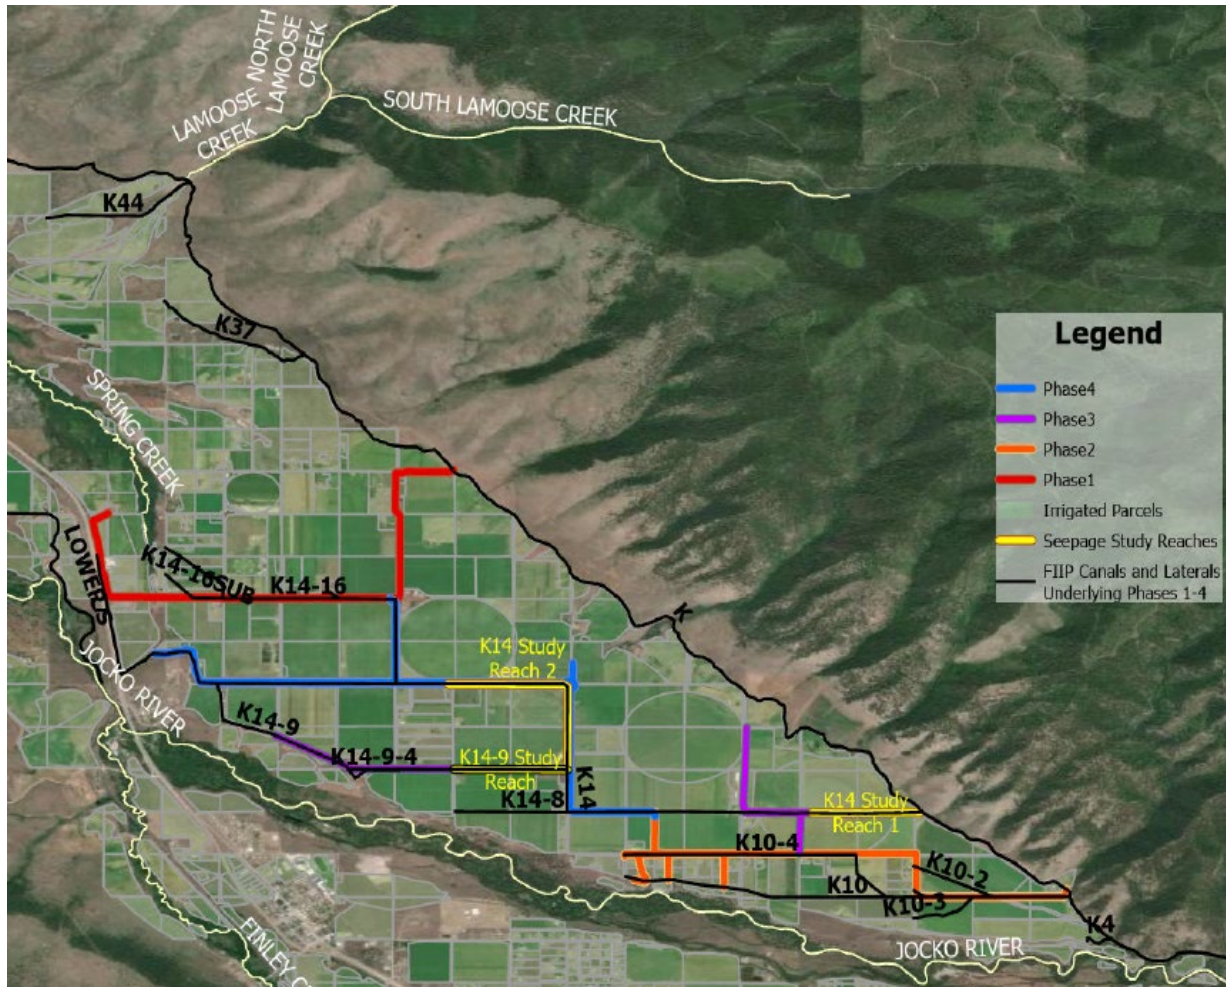 NORTH
LAMOOSE
CREEK
LAMOOSE
CREEK
SOUTH LAMOOSE CREEK
K44
K37
Legend
Phase4
Phase3
Phase2
Phase1
Irrigated Parcels
Seepage Study Reaches
FIIP Canals and Laterals
Underlying Phases 1-4
SPRING CREEK
LOWER S
K14-16SUB
K14-16
K
K14 Study
Reach 2
JOCKO RIVER
K14-9
K14-9-4
K14-9 Study
Reach
K14
K14-8
K14 Study
Reach 1
K10-4
K10-2
K10
K10-3
K4
JOCKO RIVER
FINLEY C